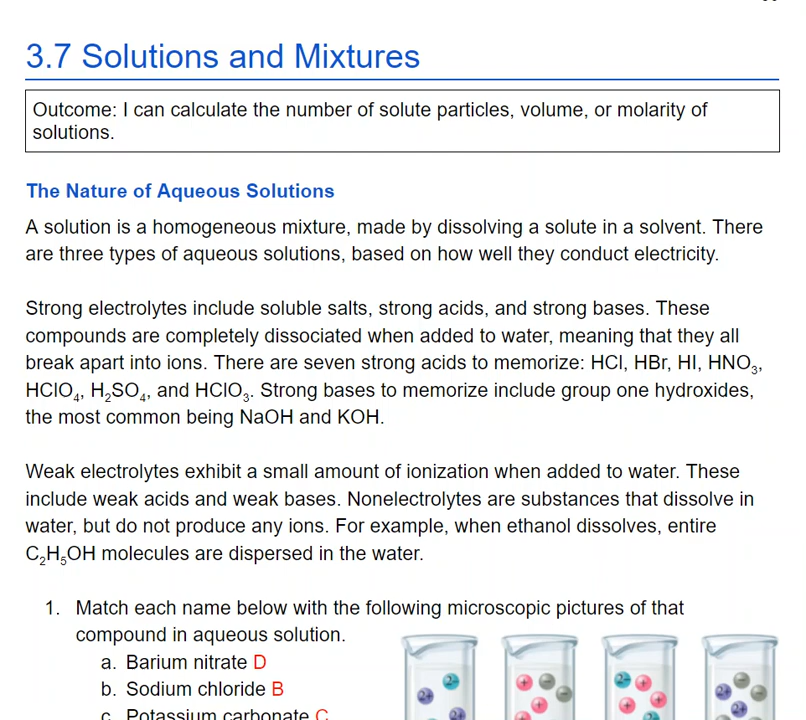 3.7 Solutions and Mixtures
Outcome: I can calculate the number of solute particles, volume, or molarity of
solutions.
The Nature of Aqueous Solutions
A solution is a homogeneous mixture, made by dissolving a solute in a solvent. There
are three types of aqueous solutions, based on how well they conduct electricity.
Strong electrolytes include soluble salts, strong acids, and strong bases. These
compounds are completely dissociated when added to water, meaning that they all
break apart into ions. There are seven strong acids to memorize: HCl, HBr, HI, HNO₃,
HClO₄, H₂SO₄, and HClO₃. Strong bases to memorize include group one hydroxides,
the most common being NaOH and KOH.
Weak electrolytes exhibit a small amount of ionization when added to water. These
include weak acids and weak bases. Nonelectrolytes are substances that dissolve in
water, but do not produce any ions. For example, when ethanol dissolves, entire
C₂H₅OH molecules are dispersed in the water.
1. Match each name below with the following microscopic pictures of that
compound in aqueous solution.
a. Barium nitrate D
b. Sodium chloride B
c. Potassium carbonate C